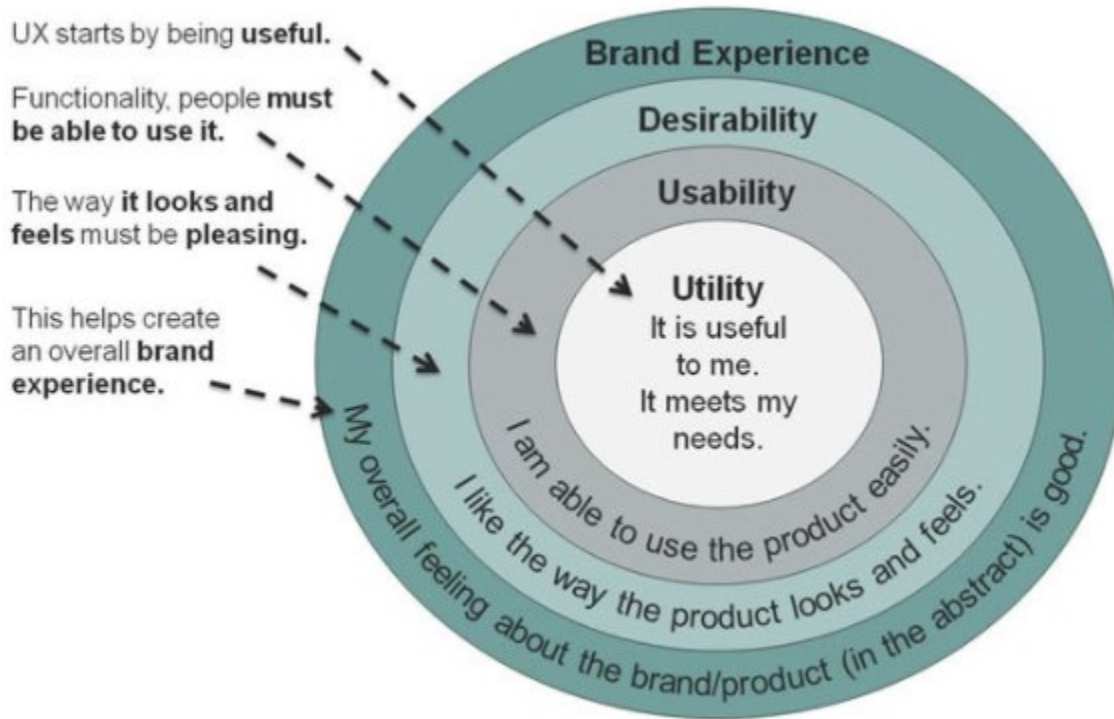 UX starts by being useful.
Functionality, people must
be able to use it.
The way it looks and
feels must be pleasing.
This helps create
an overall brand
experience.
Brand Experience
Desirability
Usability
Utility
It is useful
to me.
It meets my
needs.
I am able to use the product easily.
I like the way the product looks and feels.
My overall feeling about the brand/product (in the abstract) is good.